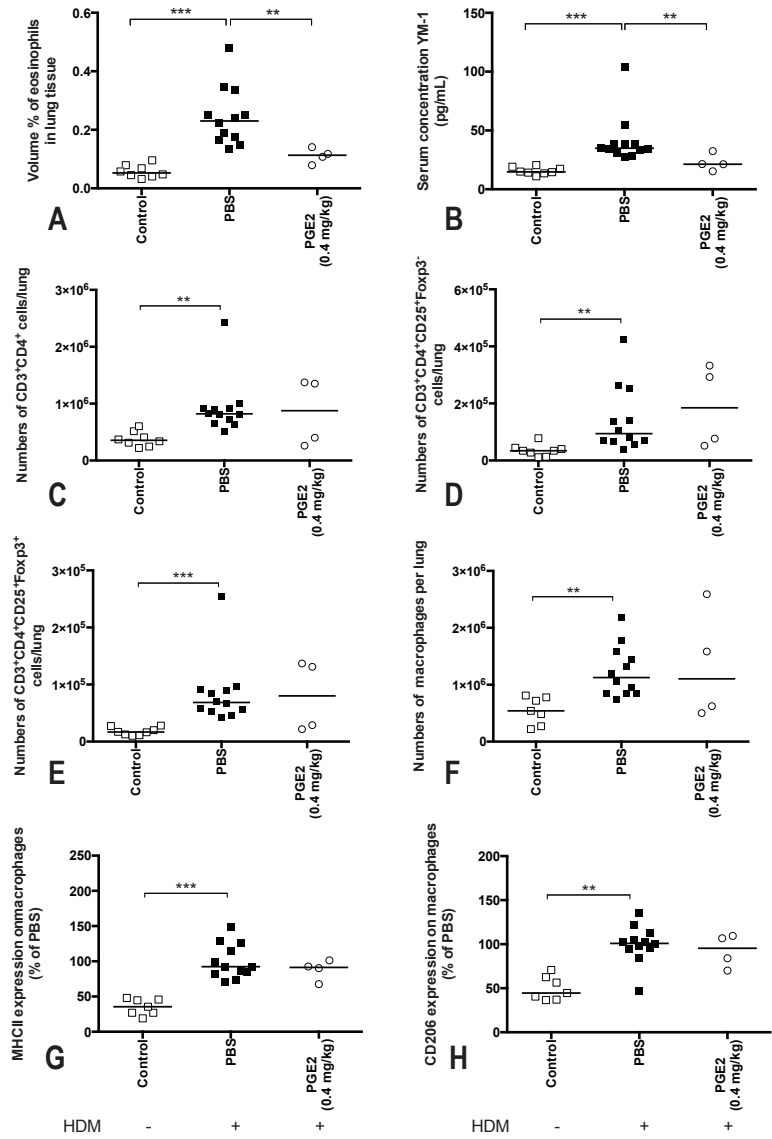 Volume % of eosinophils
in lung tissue
0.6
0.4
0.2
0.0
***
**
Control
PBS
PGE2
(0.4 mg/kg)
A
Serum concentration YM-1
(pg/mL)
150
100
50
0
***
**
Control
PBS
PGE2
(0.4 mg/kg)
B
Numbers of CD3⁺CD4⁺ cells/lung
3×10⁶
2×10⁶
1×10⁶
0
**
Control
PBS
PGE2
(0.4 mg/kg)
C
Numbers of CD3⁺CD4⁺CD25⁺Foxp3⁻
cells/lung
6×10⁵
4×10⁵
2×10⁵
0
**
Control
PBS
PGE2
(0.4 mg/kg)
D
Numbers of CD3⁺CD4⁺CD25⁺Foxp3⁺
cells/lung
3×10⁵
2×10⁵
1×10⁵
0
***
Control
PBS
PGE2
(0.4 mg/kg)
E
Numbers of macrophages per lung
3×10⁶
2×10⁶
1×10⁶
0
**
Control
PBS
PGE2
(0.4 mg/kg)
F
MHCII expression onmacrophages
(% of PBS)
250
200
150
100
50
0
***
Control
PBS
PGE2
(0.4 mg/kg)
G
CD206 expression on macrophages
(% of PBS)
200
150
100
50
0
**
Control
PBS
PGE2
(0.4 mg/kg)
H
HDM - + +
HDM - + +